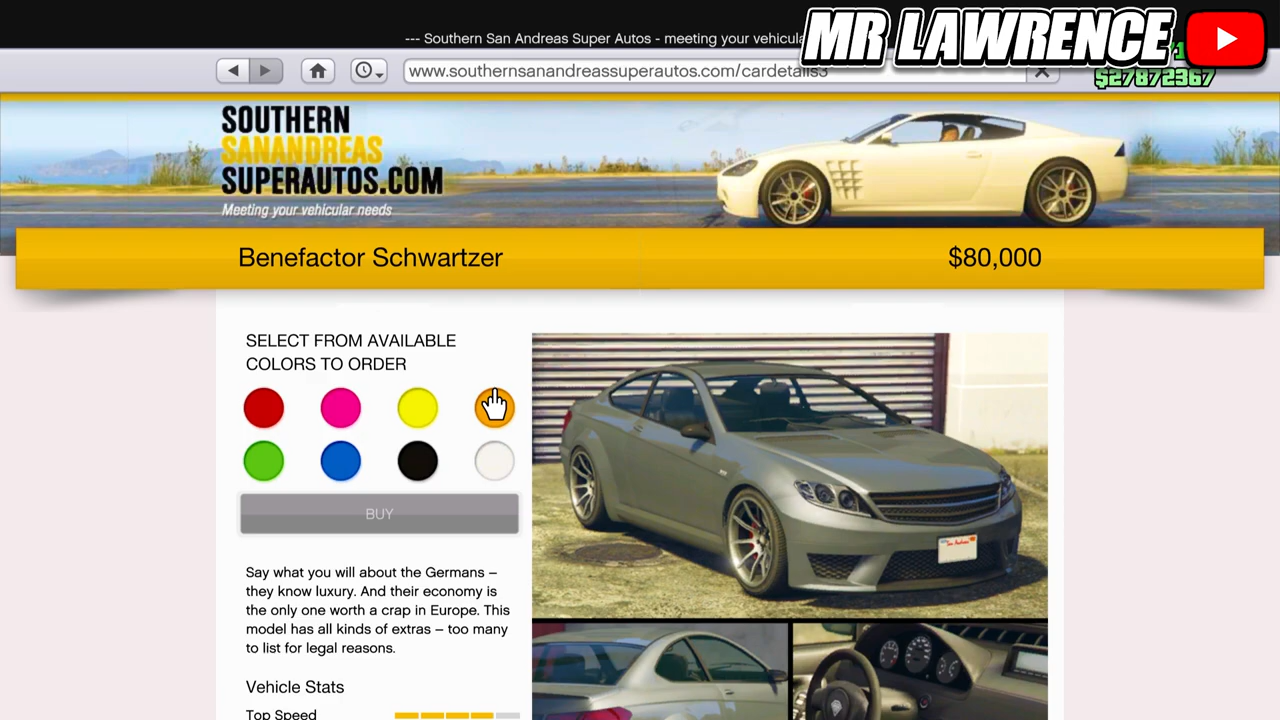 --- Southern San Andreas Super Autos - meeting your vehicula
MR LAWRENCE
www.southernsanandreassuperautos.com/cardetails3
$27872367
SOUTHERN
SANANDREAS
SUPERAUTOS.COM
Meeting your vehicular needs
Benefactor Schwartzer
$80,000
SELECT FROM AVAILABLE
COLORS TO ORDER
BUY
Say what you will about the Germans –
they know luxury. And their economy is
the only one worth a crap in Europe. This
model has all kinds of extras – too many
to list for legal reasons.
Vehicle Stats
Top Speed